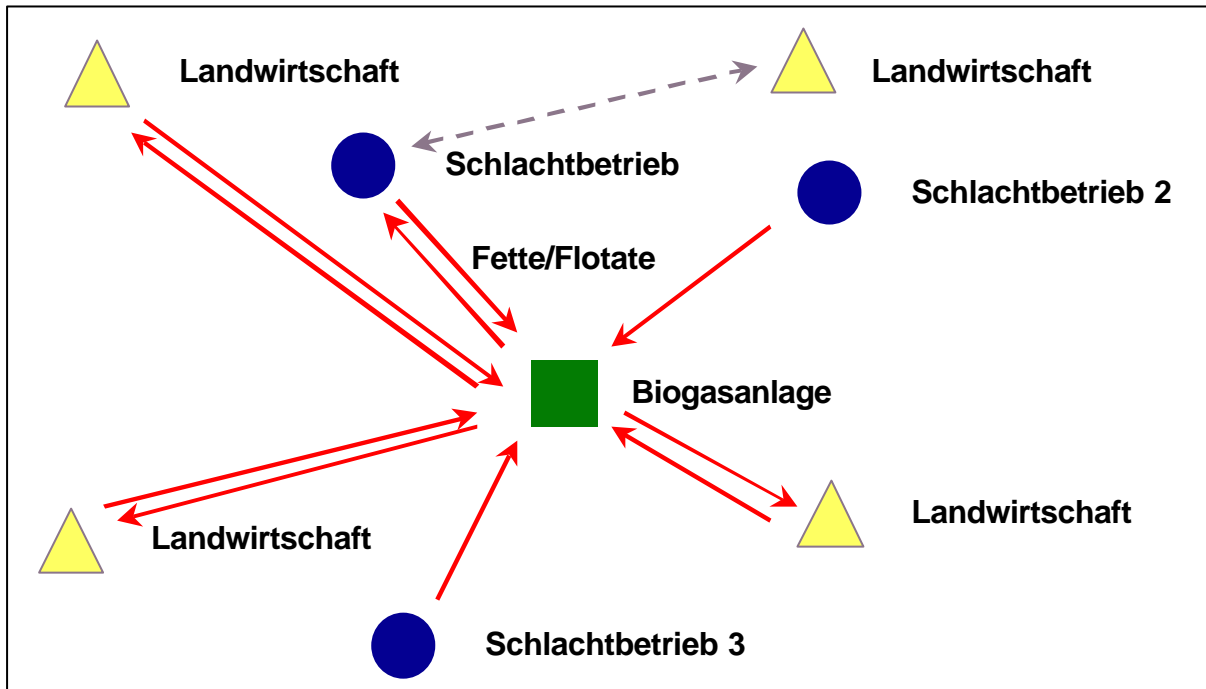 Landwirtschaft
Landwirtschaft
Schlachtbetrieb
Schlachtbetrieb 2
Fette/Flotate
Biogasanlage
Landwirtschaft
Landwirtschaft
Schlachtbetrieb 3